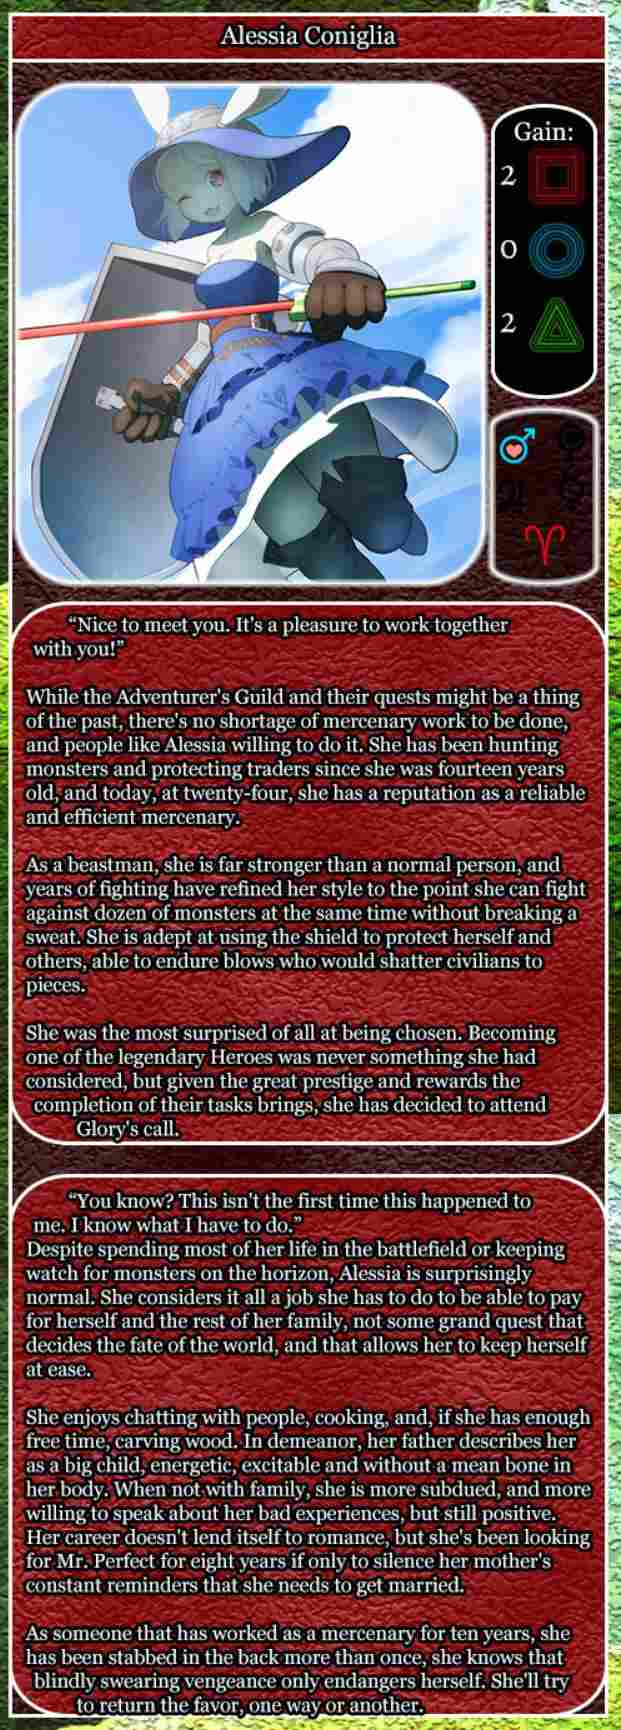 Alessia Coniglia
Gain:
2
0
2
“Nice to meet you. It's a pleasure to work together
with you!”
While the Adventurer's Guild and their quests might be a thing
of the past, there's no shortage of mercenary work to be done,
and people like Alessia willing to do it. She has been hunting
monsters and protecting traders since she was fourteen years
old, and today, at twenty-four, she has a reputation as a reliable
and efficient mercenary.
As a beastman, she is far stronger than a normal person, and
years of fighting have refined her style to the point she can fight
against dozen of monsters at the same time without breaking a
sweat. She is adept at using the shield to protect herself and
others, able to endure blows who would shatter civilians to
pieces.
She was the most surprised of all at being chosen. Becoming
one of the legendary Heroes was never something she had
considered, but given the great prestige and rewards the
completion of their tasks brings, she has decided to attend
Glory's call.
“You know? This isn't the first time this happened to
me. I know what I have to do.”
Despite spending most of her life in the battlefield or keeping
watch for monsters on the horizon, Alessia is surprisingly
normal. She considers it all a job she has to do to be able to pay
for herself and the rest of her family, not some grand quest that
decides the fate of the world, and that allows her to keep herself
at ease.
She enjoys chatting with people, cooking, and, if she has enough
free time, carving wood. In demeanor, her father describes her
as a big child, energetic, excitable and without a mean bone in
her body. When not with family, she is more subdued, and more
willing to speak about her bad experiences, but still positive.
Her career doesn't lend itself to romance, but she's been looking
for Mr. Perfect for eight years if only to silence her mother's
constant reminders that she needs to get married.
As someone that has worked as a mercenary for ten years, she
has been stabbed in the back more than once, she knows that
blindly swearing vengeance only endangers herself. She'll try
to return the favor, one way or another.